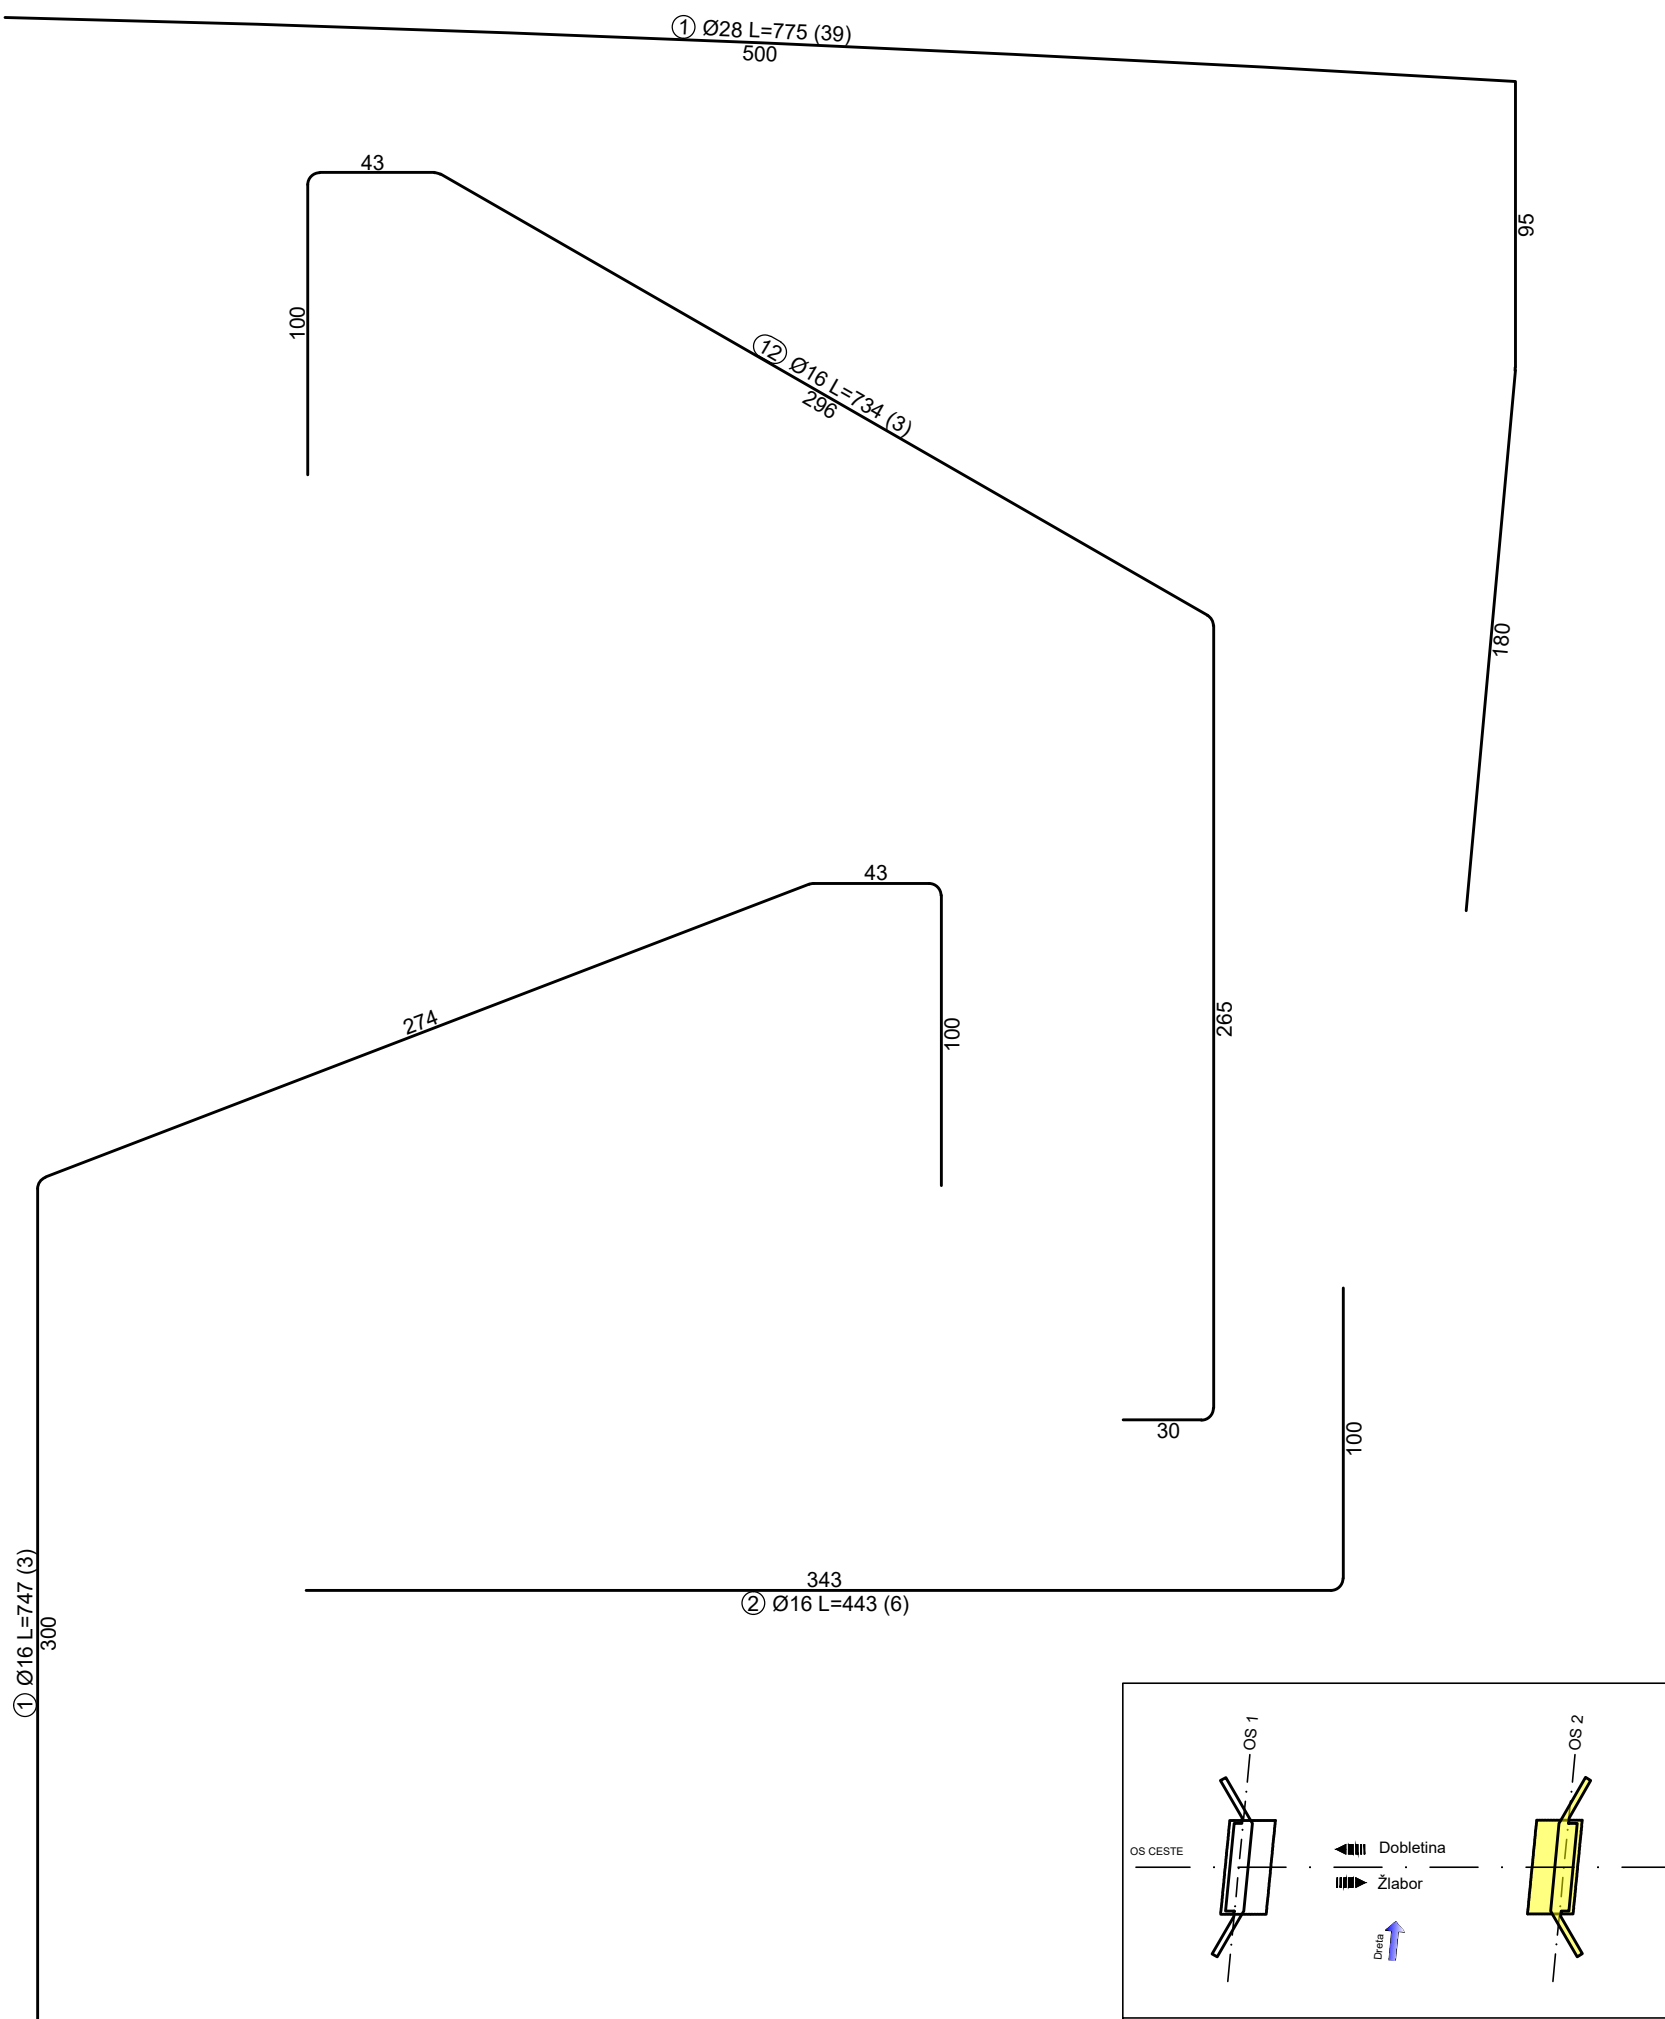 ① Ø28 L=775 (39)
500
95
180
43
100
⑫ Ø16 L=734 (3)
296
265
30
43
274
100
① Ø16 L=747 (3)
300
100
343
② Ø16 L=443 (6)
OS 1
OS 2
OS CESTE
Dobletina
Žlabor
Dreta